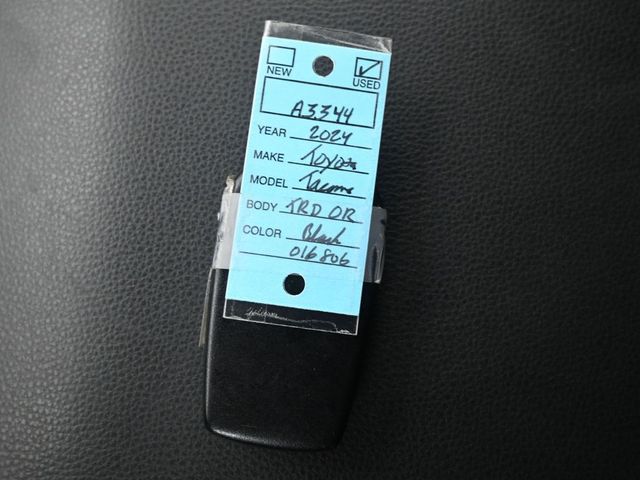 NEW USED
A3344
YEAR 2024
MAKE Toyota
MODEL Tacoma
BODY TRD OR
COLOR Black
016806